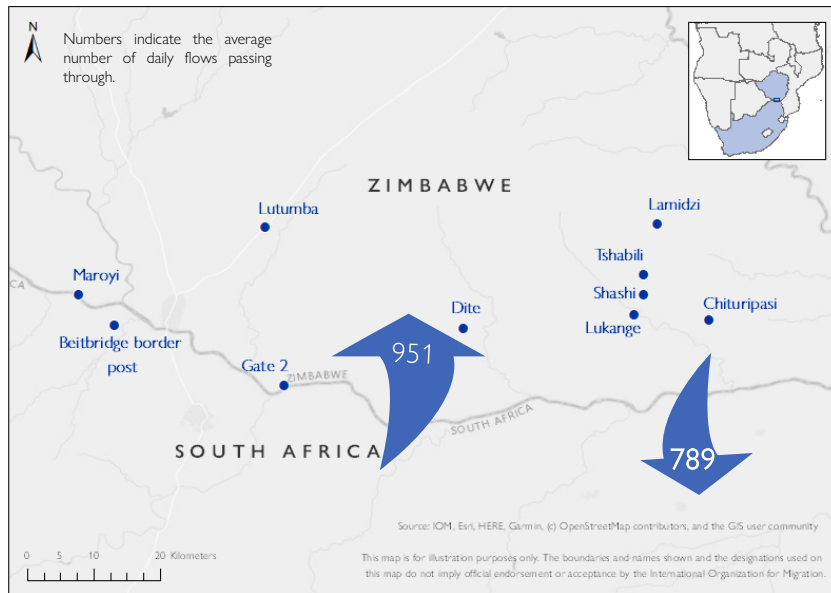 N
Numbers indicate the average
number of daily flows passing
through.
ZIMBABWE
Lamidzi
Lutumba
Tshabili
Maroyi
CA
Shashi
Chituripasi
Dite
Lukange
Beitbridge border
post
951
Gate 2
ZIMBABWE
SOUTH AFRICA
SOUTH AFRICA
789
Source: IOM, Esri, HERE, Garmin, (c) OpenStreetMap contributors, and the GIS user community
0 5 10 20 Kilometers
This map is for illustration purposes only. The boundaries and names shown and the designations used on
this map do not imply official endorsement or acceptance by the International Organization for Migration.